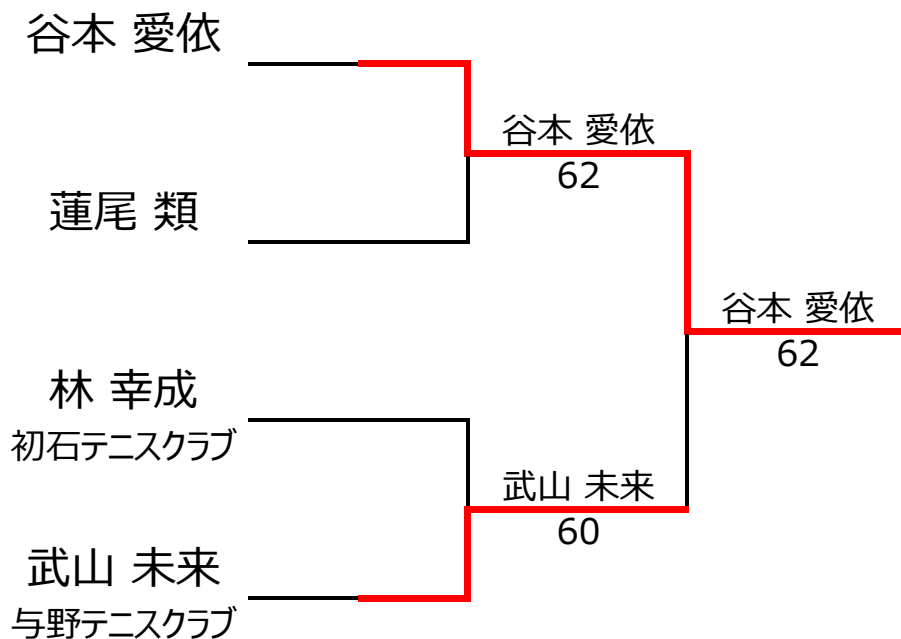 谷本 愛依
蓮尾 類
林 幸成
初石テニスクラブ
武山 未来
与野テニスクラブ
谷本 愛依
62
武山 未来
60
谷本 愛依
62